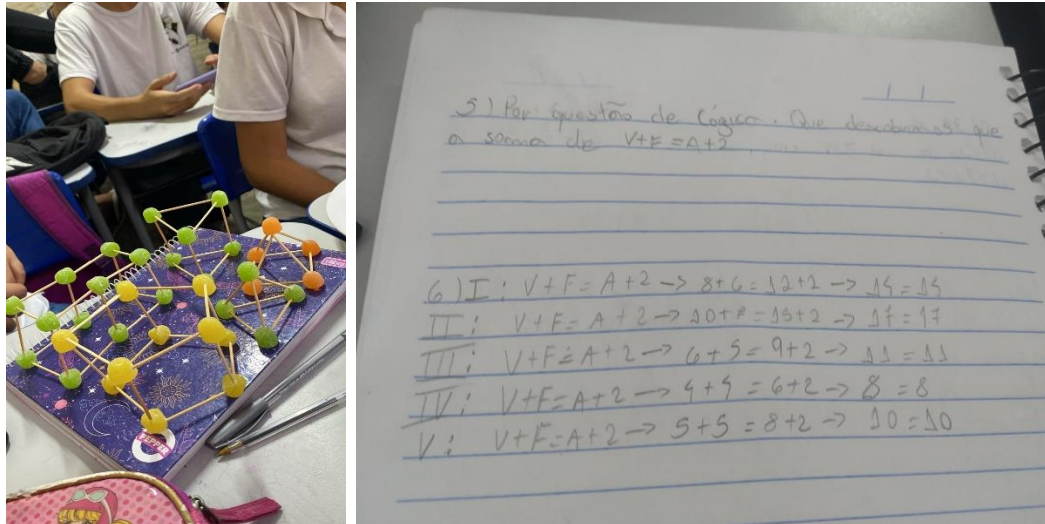 5) Por questão de Lógica. Que descobrimos que
a soma de V+F = A+2
6) I: V+F = A+2 -> 8+6 = 12+2 -> 14 = 14
II: V+F = A+2 -> 10+7 = 15+2 -> 17 = 17
III: V+F = A+2 -> 6+5 = 9+2 -> 11 = 11
IV: V+F = A+2 -> 4+4 = 6+2 -> 8 = 8
V: V+F = A+2 -> 5+5 = 8+2 -> 10 = 10